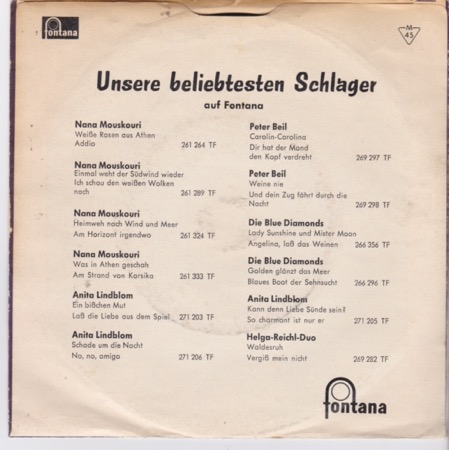 fontana
M
45
Unsere beliebtesten Schlager
auf Fontana
Nana Mouskouri
Weiße Rosen aus Athen
Addio 261 264 TF
Nana Mouskouri
Einmal weht der Südwind wieder
Ich schau den weißen Wolken
nach 261 289 TF
Nana Mouskouri
Heimweh nach Wind und Meer
Am Horizont irgendwo 261 324 TF
Nana Mouskouri
Was in Athen geschah
Am Strand von Korsika 261 333 TF
Anita Lindblom
Ein bißchen Mut
Laß die Liebe aus dem Spiel 271 203 TF
Anita Lindblom
Schade um die Nacht
No, no, amigo 271 206 TF
Peter Beil
Carolin-Carolina
Dir hat der Mond
den Kopf verdreht 269 297 TF
Peter Beil
Weine nie
Und dein Zug fährt durch die
Nacht 269 298 TF
Die Blue Diamonds
Lady Sunshine und Mister Moon
Angelina, laß das Weinen 266 356 TF
Die Blue Diamonds
Golden glänzt das Meer
Blaues Boot der Sehnsucht 266 296 TF
Anita Lindblom
Kann denn Liebe Sünde sein?
So charmant ist nur er 271 205 TF
Helga-Reichl-Duo
Waldesruh
Vergiß mein nicht 269 282 TF
fontana